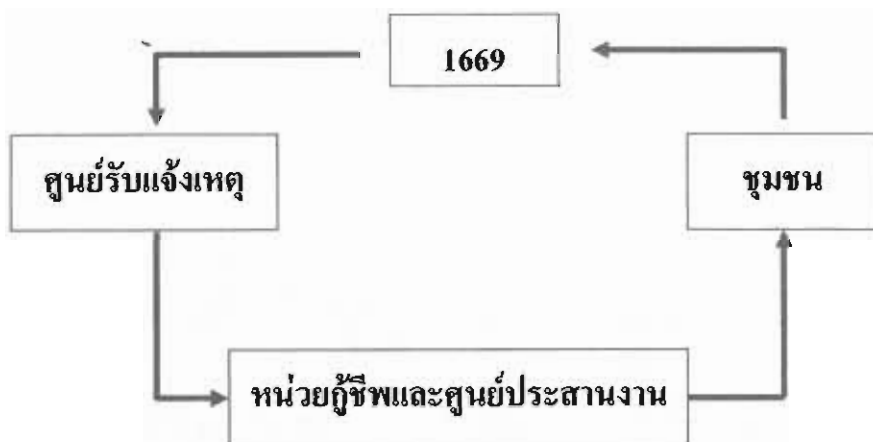 1669
ศูนย์รับแจ้งเหตุ
ชุมชน
หน่วยกู้ชีพและศูนย์ประสานงาน